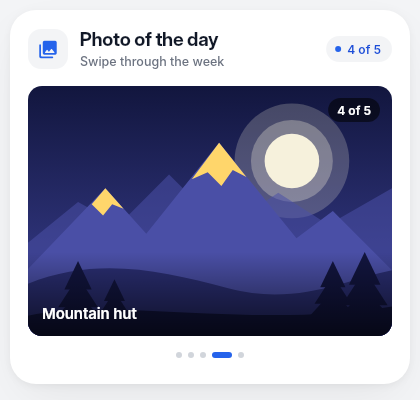 Photo of the day
Swipe through the week
4 of 5
4 of 5
Mountain hut